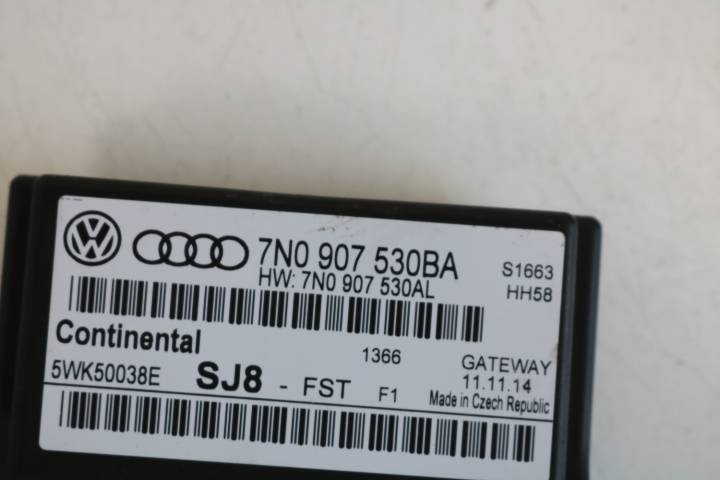 7N0 907 530BA
S1663
HW: 7N0 907 530AL
HH58
Continental
1366
GATEWAY
5WK50038E SJ8 - FST F1
11.11.14
Made in Czech Republic